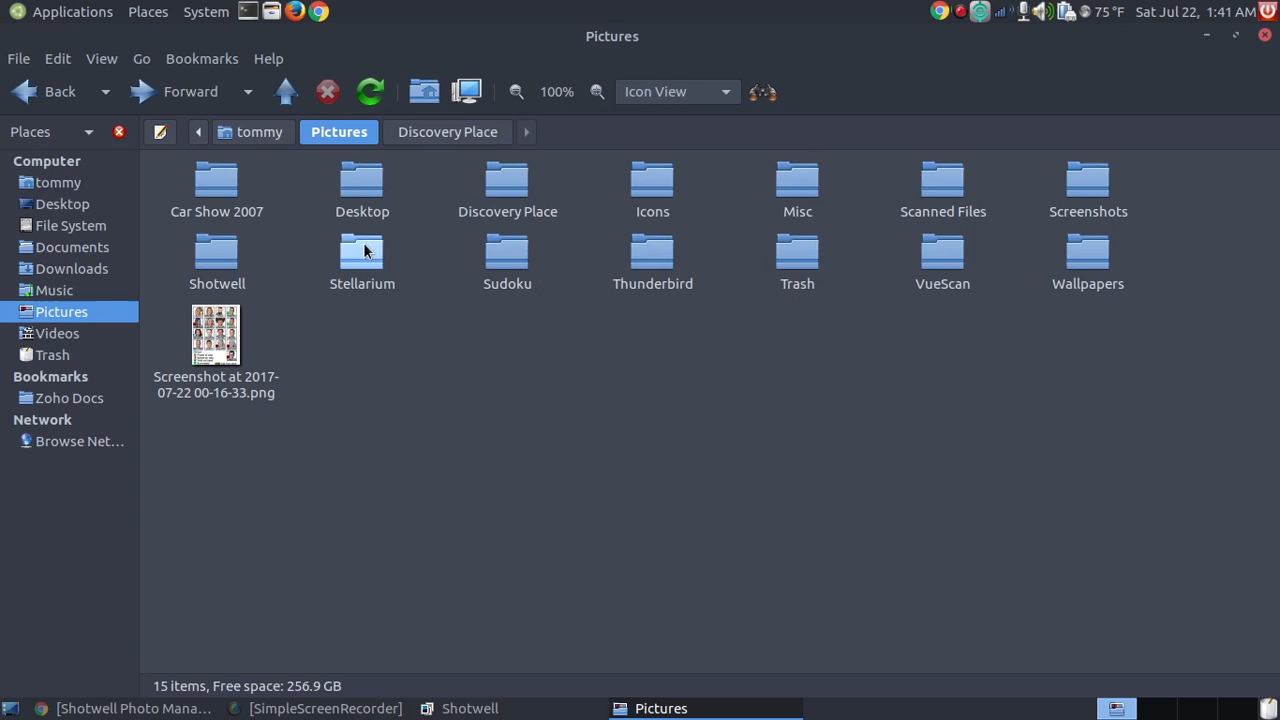 Applications Places System 75 °F Sat Jul 22, 1:41 AM
Pictures
File Edit View Go Bookmarks Help
Back Forward 100% Icon View
Places tommy Pictures Discovery Place
Computer
tommy
Desktop
File System
Documents
Downloads
Music
Pictures
Videos
Trash
Bookmarks
Zoho Docs
Network
Browse Net...
Car Show 2007 Desktop Discovery Place Icons Misc Scanned Files Screenshots
Shotwell Stellarium Sudoku Thunderbird Trash VueScan Wallpapers
Screenshot at 2017-
07-22 00-16-33.png
15 items, Free space: 256.9 GB
[Shotwell Photo Mana... [SimpleScreenRecorder] Shotwell Pictures